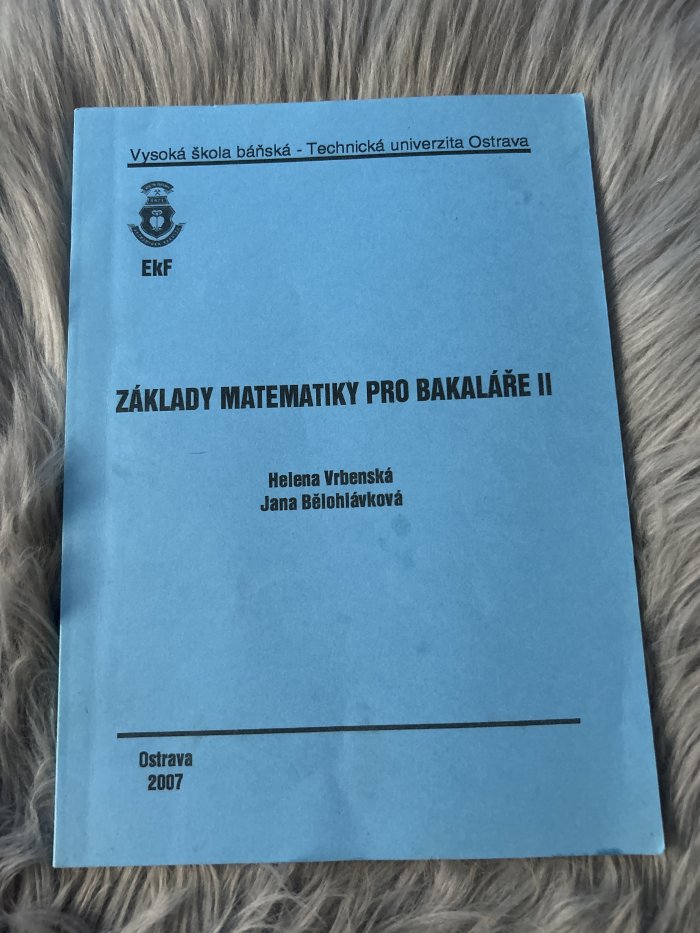 Vysoká škola báňská - Technická univerzita Ostrava
EkF
ZÁKLADY MATEMATIKY PRO BAKALÁŘE II
Helena Vrbenská
Jana Bělohlávková
Ostrava
2007